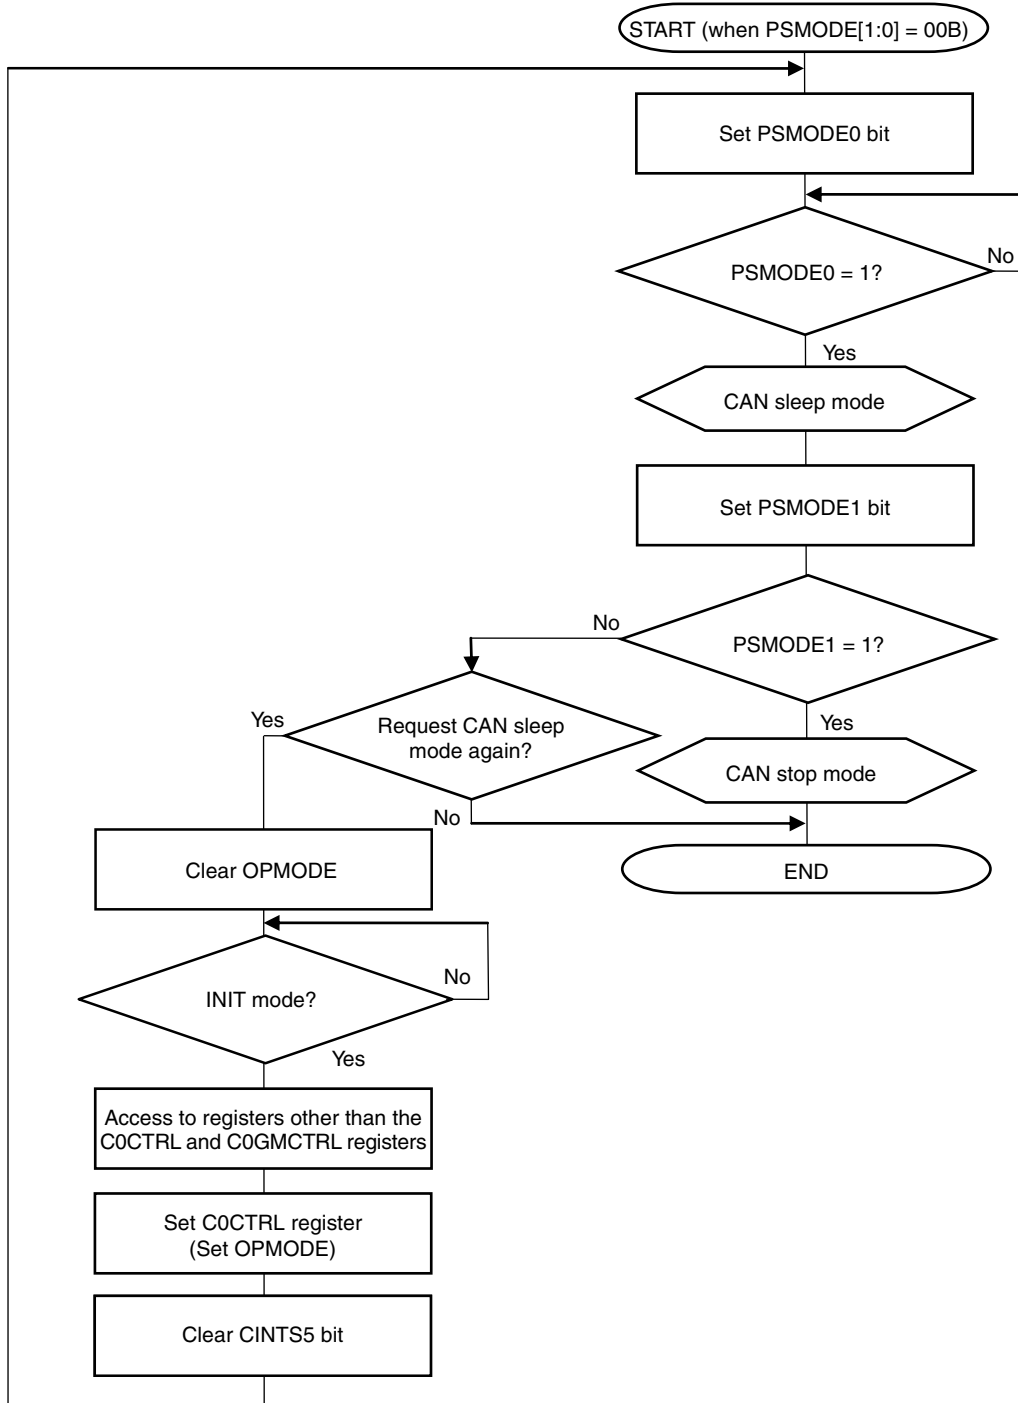 START (when PSMODE[1:0] = 00B)
Set PSMODE0 bit
PSMODE0 = 1?
No
Yes
CAN sleep mode
Set PSMODE1 bit
PSMODE1 = 1?
No
Yes
Request CAN sleep
mode again?
Yes
No
CAN stop mode
END
Clear OPMODE
INIT mode?
No
Yes
Access to registers other than the
C0CTRL and C0GMCTRL registers
Set C0CTRL register
(Set OPMODE)
Clear CINTS5 bit